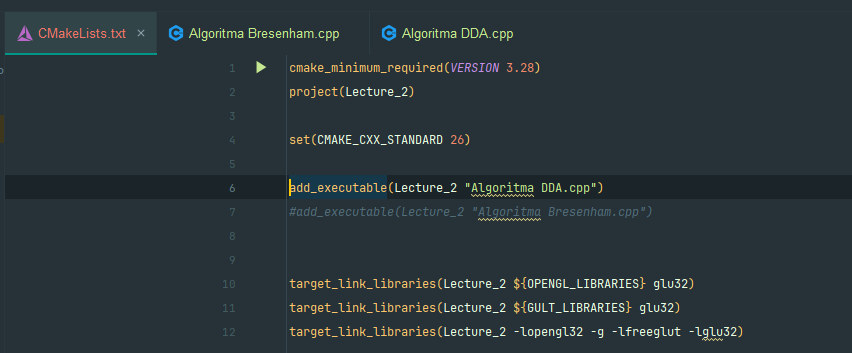 CMakeLists.txt × Algoritma Bresenham.cpp Algoritma DDA.cpp
1 cmake_minimum_required(VERSION 3.28)
2 project(Lecture_2)
3
4 set(CMAKE_CXX_STANDARD 26)
5
6 add_executable(Lecture_2 "Algoritma DDA.cpp")
7 #add_executable(Lecture_2 "Algoritma Bresenham.cpp")
8
9
10 target_link_libraries(Lecture_2 ${OPENGL_LIBRARIES} glu32)
11 target_link_libraries(Lecture_2 ${GULT_LIBRARIES} glu32)
12 target_link_libraries(Lecture_2 -lopengl32 -g -lfreeglut -lglu32)